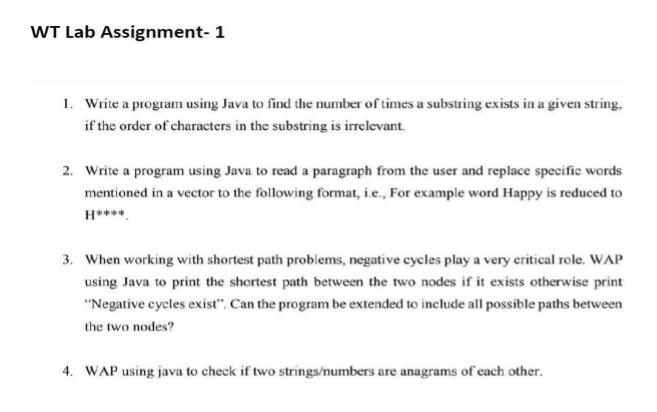 WT Lab Assignment- 1
1. Write a program using Java to find the number of times a substring exists in a given string,
if the order of characters in the substring is irrelevant.
2. Write a program using Java to read a paragraph from the user and replace specific words
mentioned in a vector to the following format, i.e., For example word Happy is reduced to
H****.
3. When working with shortest path problems, negative cycles play a very critical role. WAP
using Java to print the shortest path between the two nodes if it exists otherwise print
"Negative cycles exist". Can the program be extended to include all possible paths between
the two nodes?
4. WAP using java to check if two strings/numbers are anagrams of each other.